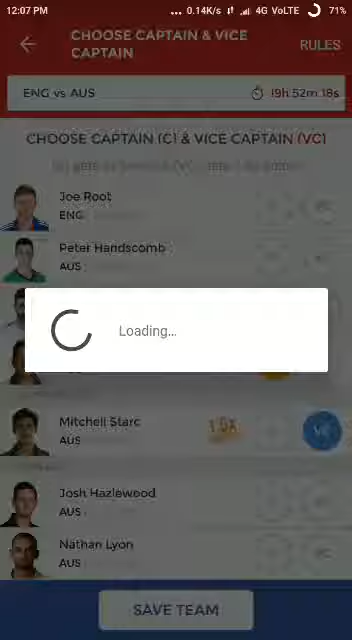 12:07 PM ... 0.14K/s 4G VoLTE 71%
CHOOSE CAPTAIN & VICE
CAPTAIN
RULES
ENG vs AUS 19h 52m 18s
CHOOSE CAPTAIN (C) & VICE CAPTAIN (VC)
Joe Root
ENG
Peter Handscomb
AUS
Loading...
Mitchell Starc
1.5X
VC
AUS
Josh Hazlewood
AUS
Nathan Lyon
AUS
SAVE TEAM